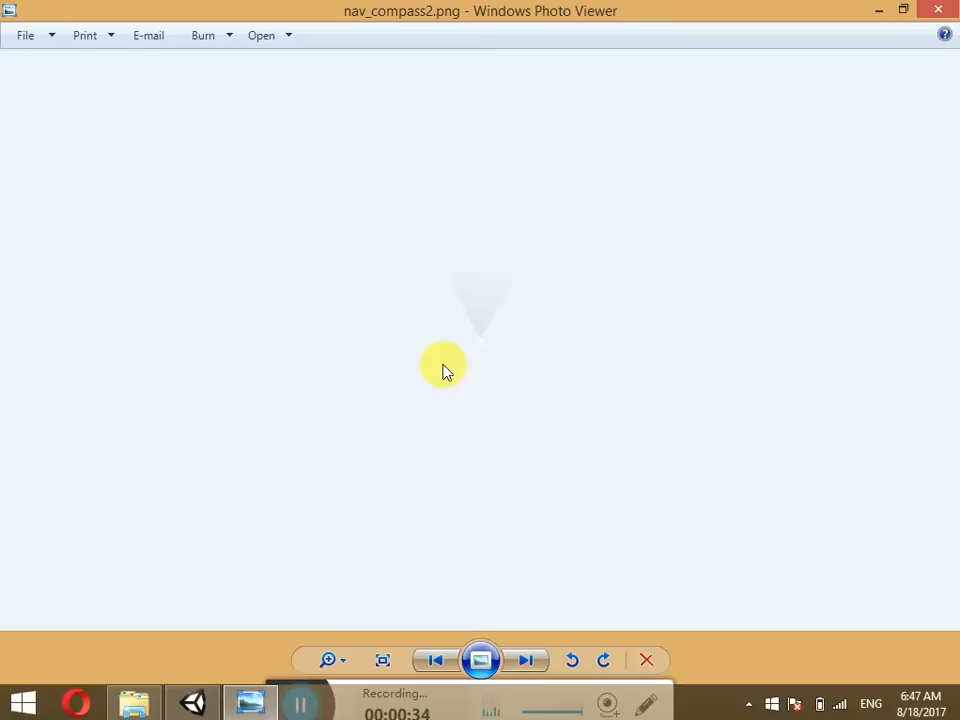 nav_compass2.png - Windows Photo Viewer
File Print E-mail Burn Open
Recording...
00:00:34
ENG
6:47 AM
8/18/2017